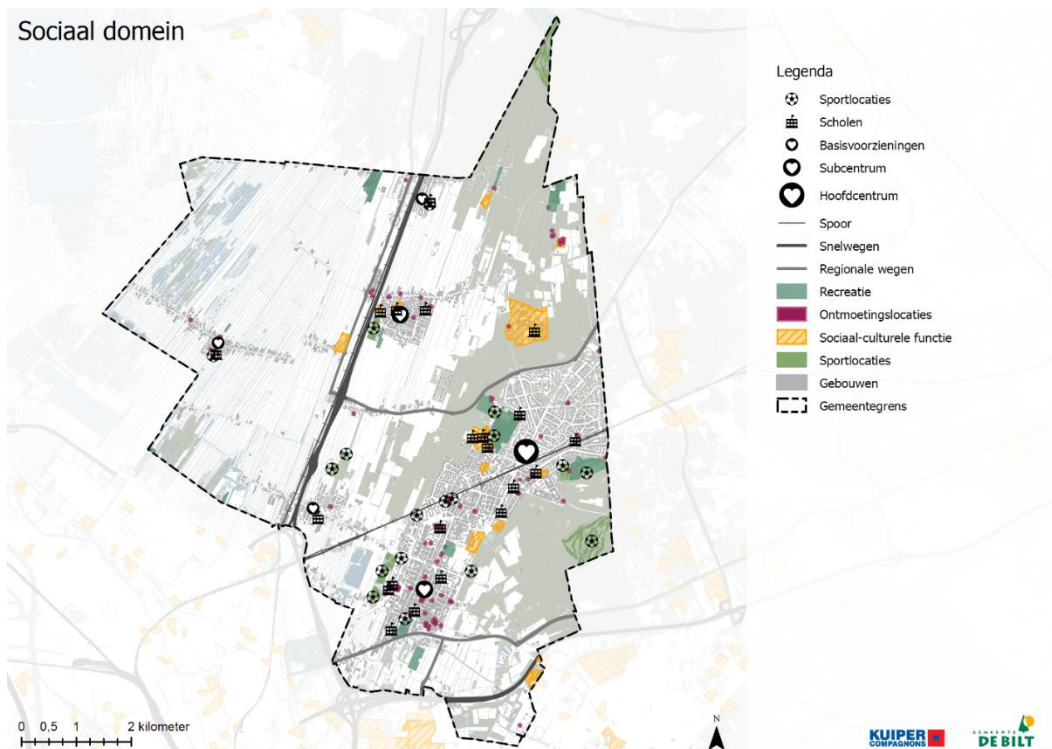 Sociaal domein
Legenda
Sportlocaties
Scholen
Basisvoorzieningen
Subcentrum
Hoofdcentrum
Spoor
Snelwegen
Regionale wegen
Recreatie
Ontmoetingslocaties
Sociaal-culturele functie
Sportlocaties
Gebouwen
Gemeentegrens
0 0,5 1 2 kilometer
N
KUIPER
COMPAGNONS
GEMEENTE
DE BILT